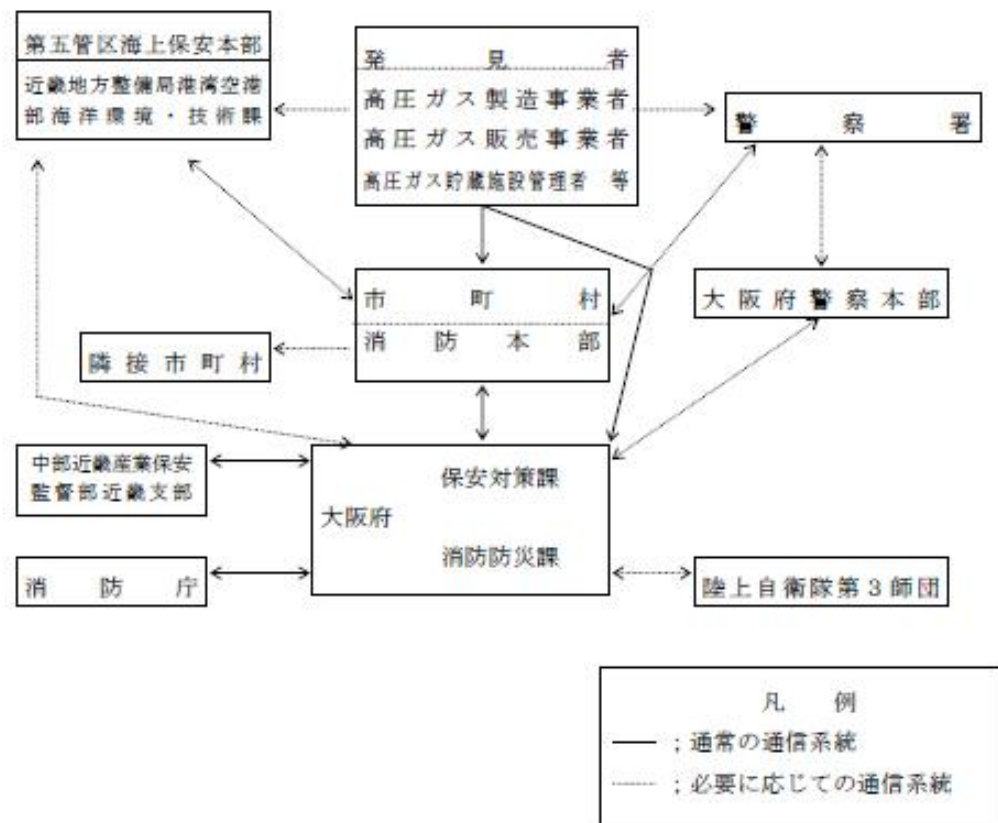 第五管区海上保安本部
近畿地方整備局港湾空港
部海洋環境・技術課
発見者
高圧ガス製造事業者
高圧ガス販売事業者
高圧ガス貯蔵施設管理者 等
警察署
市町村
消防本部
大阪府警察本部
隣接市町村
中部近畿産業保安
監督部近畿支部
保安対策課
大阪府
消防防災課
消防庁
陸上自衛隊第3師団
凡例
;通常の通信系統
;必要に応じての通信系統